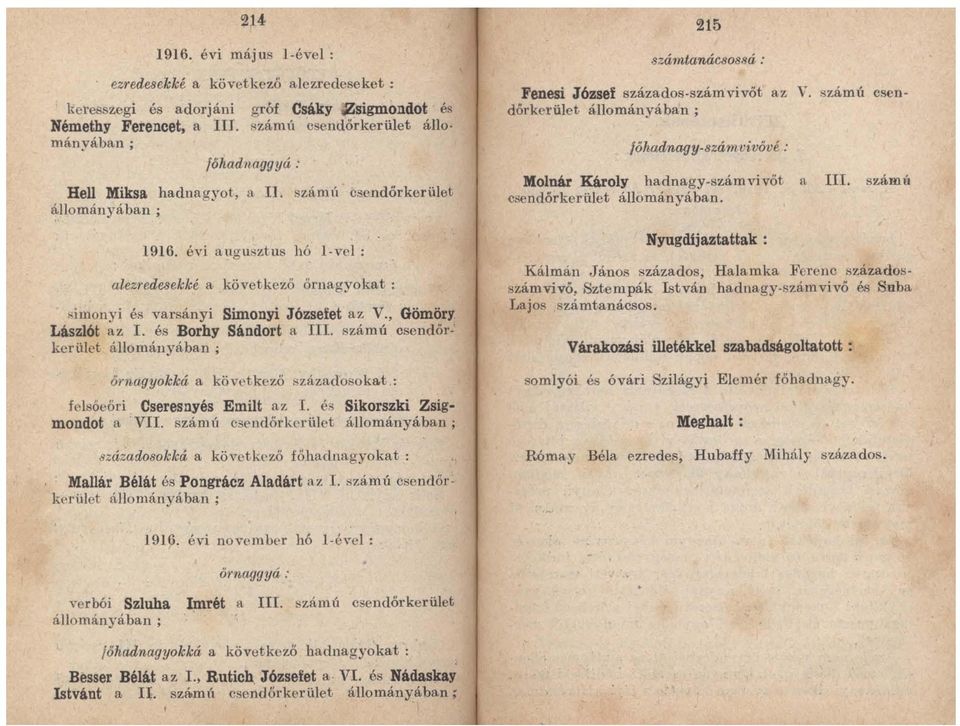 214
1916. évi május 1-ével :
ezredesekké a következő alezredeseket :
keresszegi és adorjáni gróf Csáky Zsigmondot és
Némethy Ferencet, a III. számú csendőrkerület állo-
mányában ;
főhadnaggyá :
Hell Miksa hadnagyot, a II. számú csendőrkerület
állományában ;
1916. évi augusztus hó 1-vel :
alezredesekké a következő őrnagyokat :
simonyi és varsányi Simonyi Józsefet az V., Gömöry
Lászlót az I. és Borhy Sándort a III. számú csendőr-
kerület állományában ;
őrnagyokká a következő századosokat :
felsőeőri Cseresnyés Emilt az I. és Sikorszki Zsig-
mondot a VII. számú csendőrkerület állományában ;
századosokká a következő főhadnagyokat :
Mallár Bélát és Pongrácz Aladárt az I. számú csendőr-
kerület állományában ;
1916. évi november hó 1-ével :
őrnaggyá :
verbói Szluha Imrét a III. számú csendőrkerület
állományában ;
főhadnagyokká a következő hadnagyokat :
Besser Bélát az I., Rutich Józsefet a VI. és Nádaskay
Istvánt a II. számú csendőrkerület állományában ;
215
számtanácsossá :
Fenesi József százados-számvivőt az V. számú csen-
dőrkerület állományában ;
főhadnagy-számvivővé :
Molnár Károly hadnagy-számvivőt a III. számú
csendőrkerület állományában.
Nyugdíjaztattak :
Kálmán János százados, Halamka Ferenc százados-
számvivő, Sztempák István hadnagy-számvivő és Suba
Lajos számtanácsos.
Várakozási illetékkel szabadságoltatott :
somlyói és óvári Szilágyi Elemér főhadnagy.
Meghalt :
Rómay Béla ezredes, Hubaffy Mihály százados.